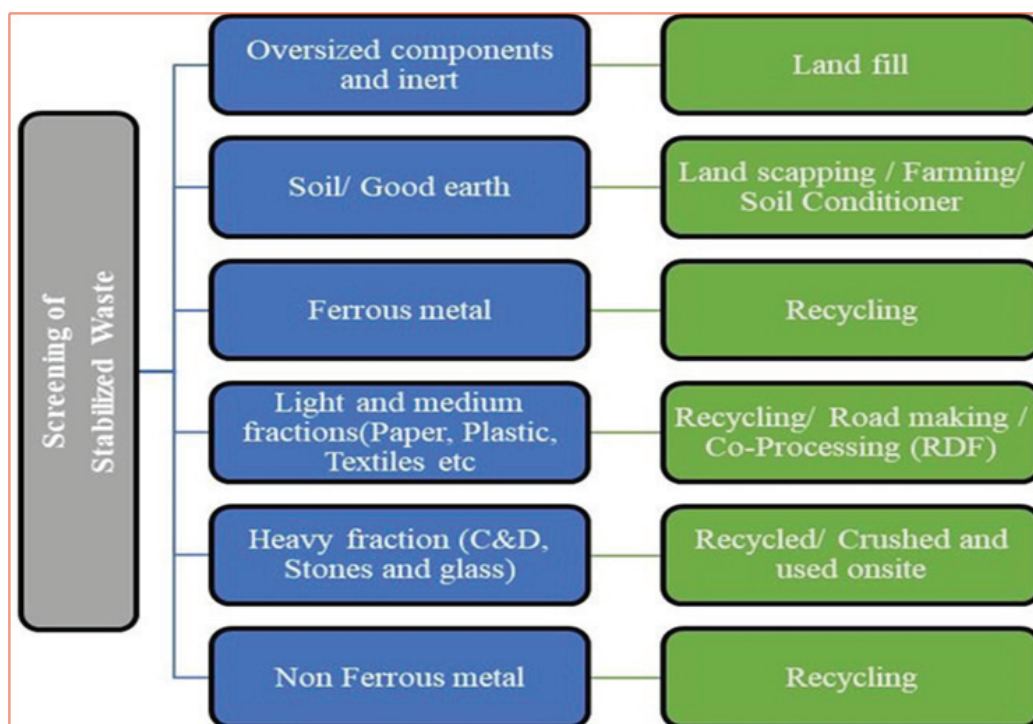 Screening of
Stabilized Waste
Oversized components
and inert
Land fill
Soil/ Good earth
Land scapping / Farming/
Soil Conditioner
Ferrous metal
Recycling
Light and medium
fractions(Paper, Plastic,
Textiles etc
Recycling/ Road making /
Co-Processing (RDF)
Heavy fraction (C&D,
Stones and glass)
Recycled/ Crushed and
used onsite
Non Ferrous metal
Recycling